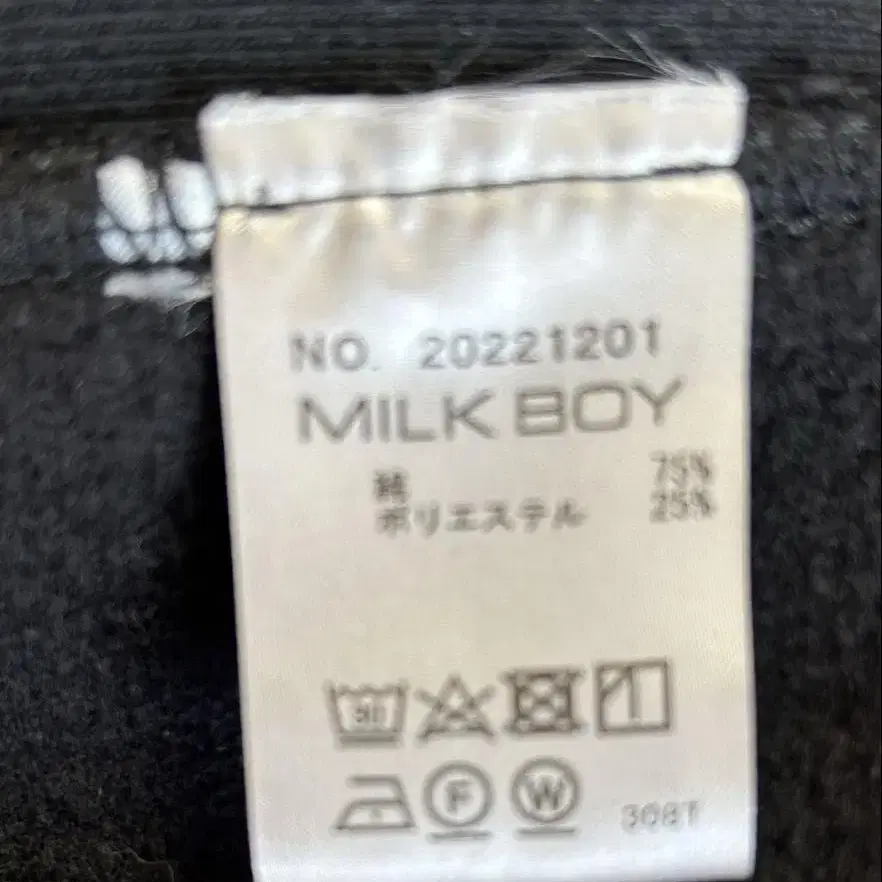 NO. 20221201
MILK BOY
綿 75%
ポリエステル 25%
F W 308T